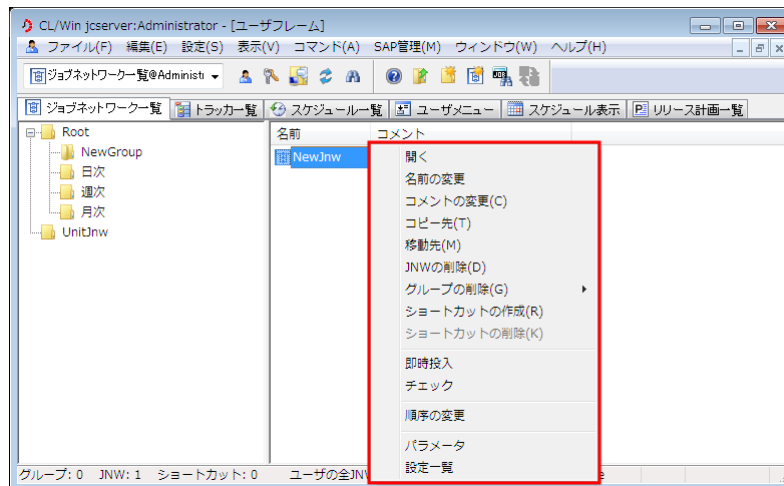 CL/Win jcserver:Administrator - [ユーザフレーム]
ファイル(F) 編集(E) 設定(S) 表示(V) コマンド(A) SAP管理(M) ウィンドウ(W) ヘルプ(H)
ジョブネットワーク一覧@Administr
ジョブネットワーク一覧 トラッカ一覧 スケジュール一覧 ユーザメニュー スケジュール表示 リリース計画一覧
Root
NewGroup
日次
週次
月次
UnitJnw
名前 コメント
NewJnw
開く
名前の変更
コメントの変更(C)
コピー先(T)
移動先(M)
JNWの削除(D)
グループの削除(G)
ショートカットの作成(R)
ショートカットの削除(K)
即時投入
チェック
順序の変更
パラメータ
設定一覧
グループ: 0 JNW: 1 ショートカット: 0 ユーザの全JNW